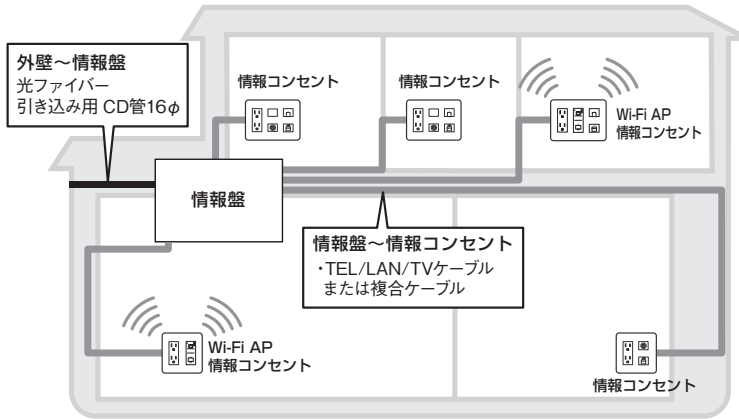 外壁～情報盤
光ファイバー
引き込み用 CD管16φ
情報コンセント
情報コンセント
Wi-Fi AP
情報コンセント
情報盤
情報盤～情報コンセント
・TEL/LAN/TVケーブル
または複合ケーブル
Wi-Fi AP
情報コンセント
情報コンセント